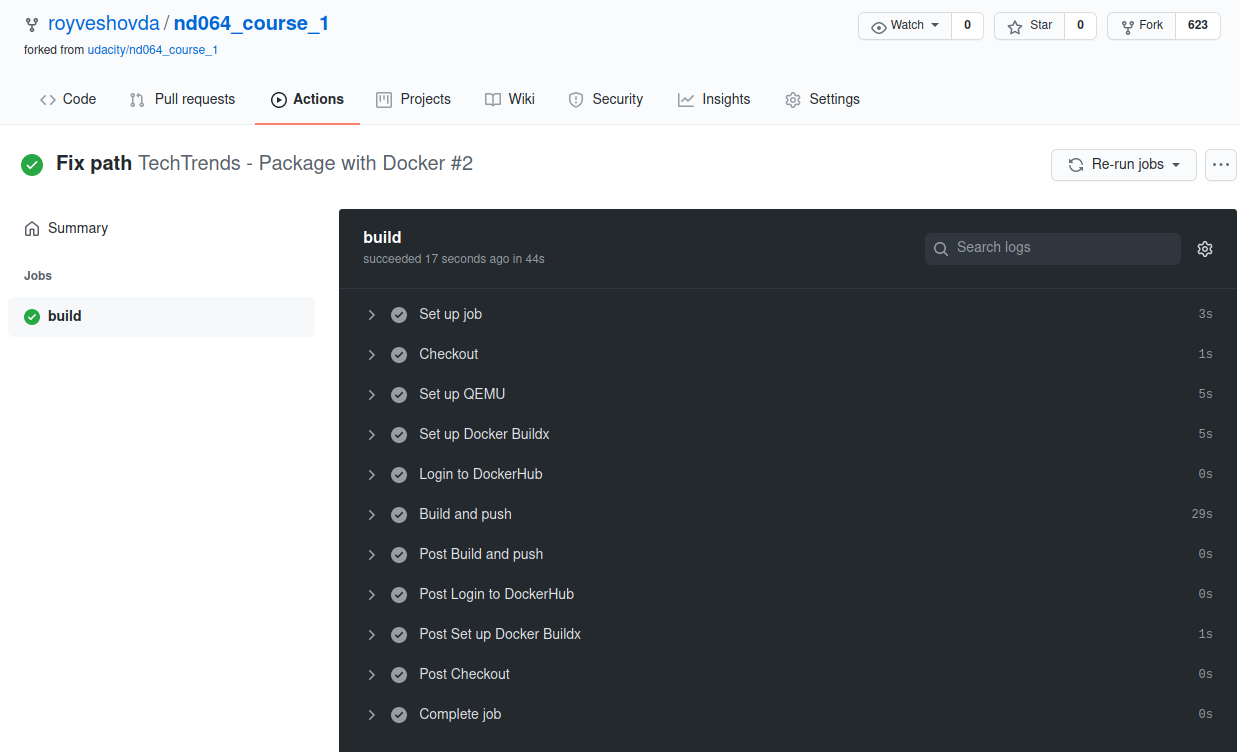 royveshovda / nd064_course_1
Watch 0 Star 0 Fork 623
forked from udacity/nd064_course_1
Code Pull requests Actions Projects Wiki Security Insights Settings
Fix path TechTrends - Package with Docker #2
Re-run jobs
Summary
Jobs
build
build
succeeded 17 seconds ago in 44s
Search logs
Set up job 3s
Checkout 1s
Set up QEMU 5s
Set up Docker Buildx 5s
Login to DockerHub 0s
Build and push 29s
Post Build and push 0s
Post Login to DockerHub 0s
Post Set up Docker Buildx 1s
Post Checkout 0s
Complete job 0s